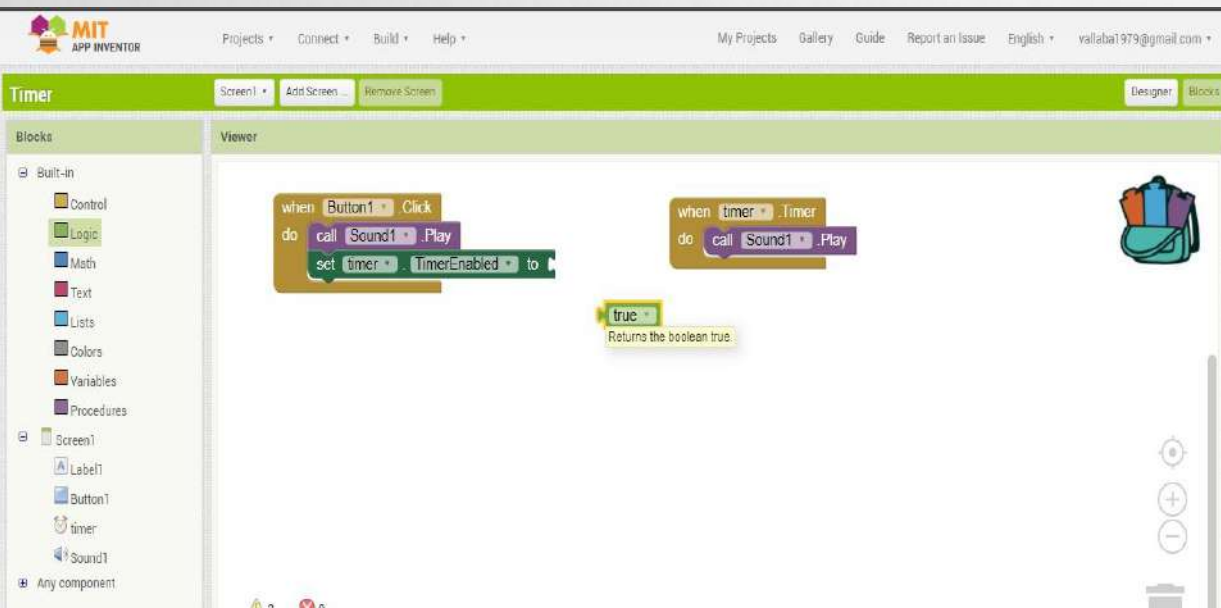 MIT
APP INVENTOR
Projects Connect Build Help My Projects Gallery Guide Report an Issue English vallaba1979@gmail.com
Timer Screen1 Add Screen ... Remove Screen Designer Blocks
Blocks Viewer
Built-in
Control
Logic
Math
Text
Lists
Colors
Variables
Procedures
Screen1
Label1
Button1
timer
Sound1
Any component
when Button1 .Click
do call Sound1 .Play
set timer . TimerEnabled to
when timer .Timer
do call Sound1 .Play
true
Returns the boolean true.